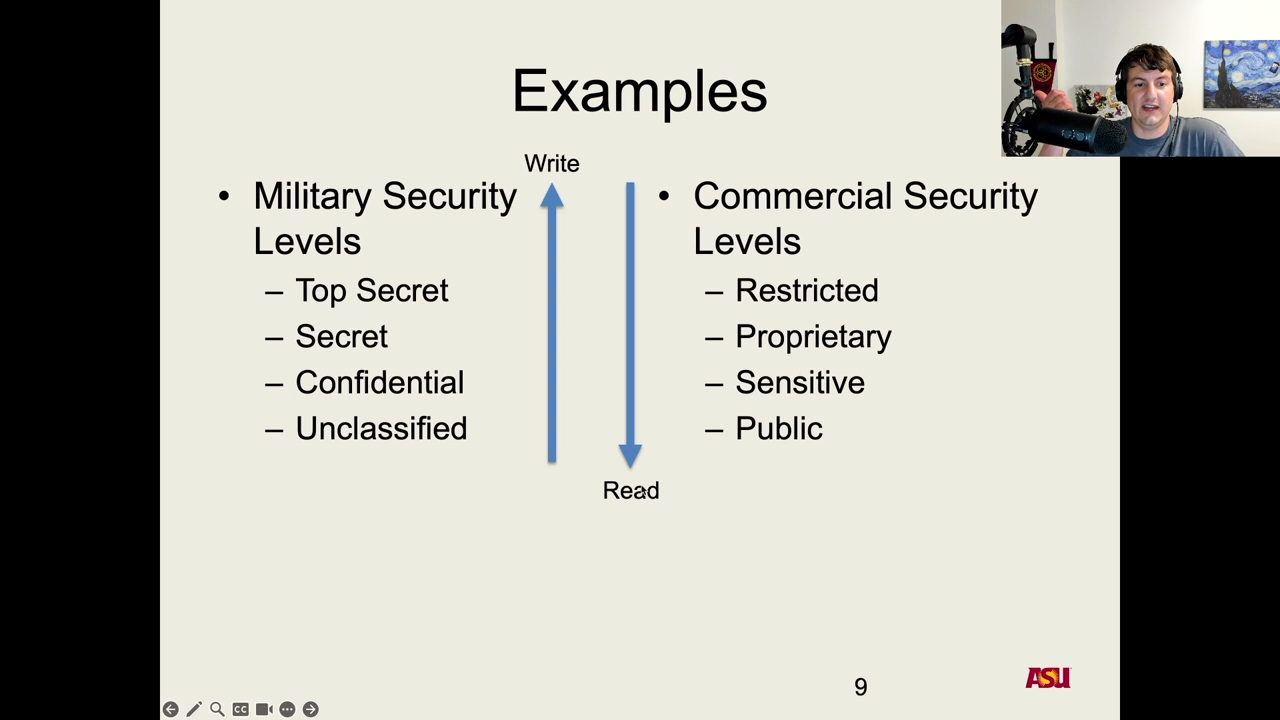 Examples
Write
• Military Security
Levels
– Top Secret
– Secret
– Confidential
– Unclassified
• Commercial Security
Levels
– Restricted
– Proprietary
– Sensitive
– Public
Read
9
ASU
CC